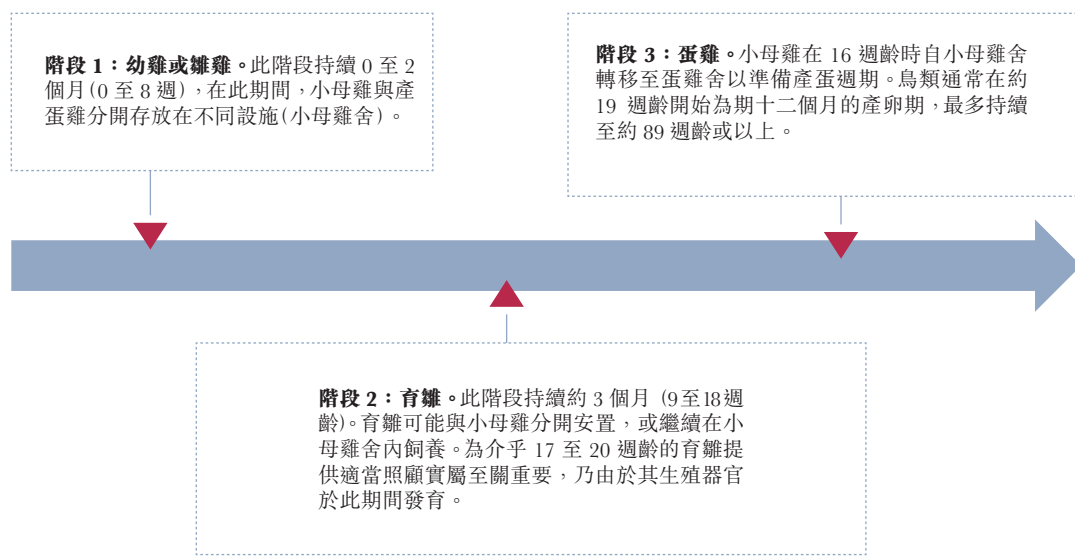 階段 1：幼雞或雛雞。此階段持續 0 至 2
個月(0 至 8 週)，在此期間，小母雞與產
蛋雞分開存放在不同設施(小母雞舍)。
階段 3：蛋雞。小母雞在 16 週齡時自小母雞舍
轉移至蛋雞舍以準備產蛋週期。鳥類通常在約
19 週齡開始為期十二個月的產卵期，最多持續
至約 89 週齡或以上。
階段 2：育雛。此階段持續約 3 個月 (9至18週
齡)。育雛可能與小母雞分開安置，或繼續在小
母雞舍內飼養。為介乎 17 至 20 週齡的育雛提
供適當照顧實屬至關重要，乃由於其生殖器官
於此期間發育。